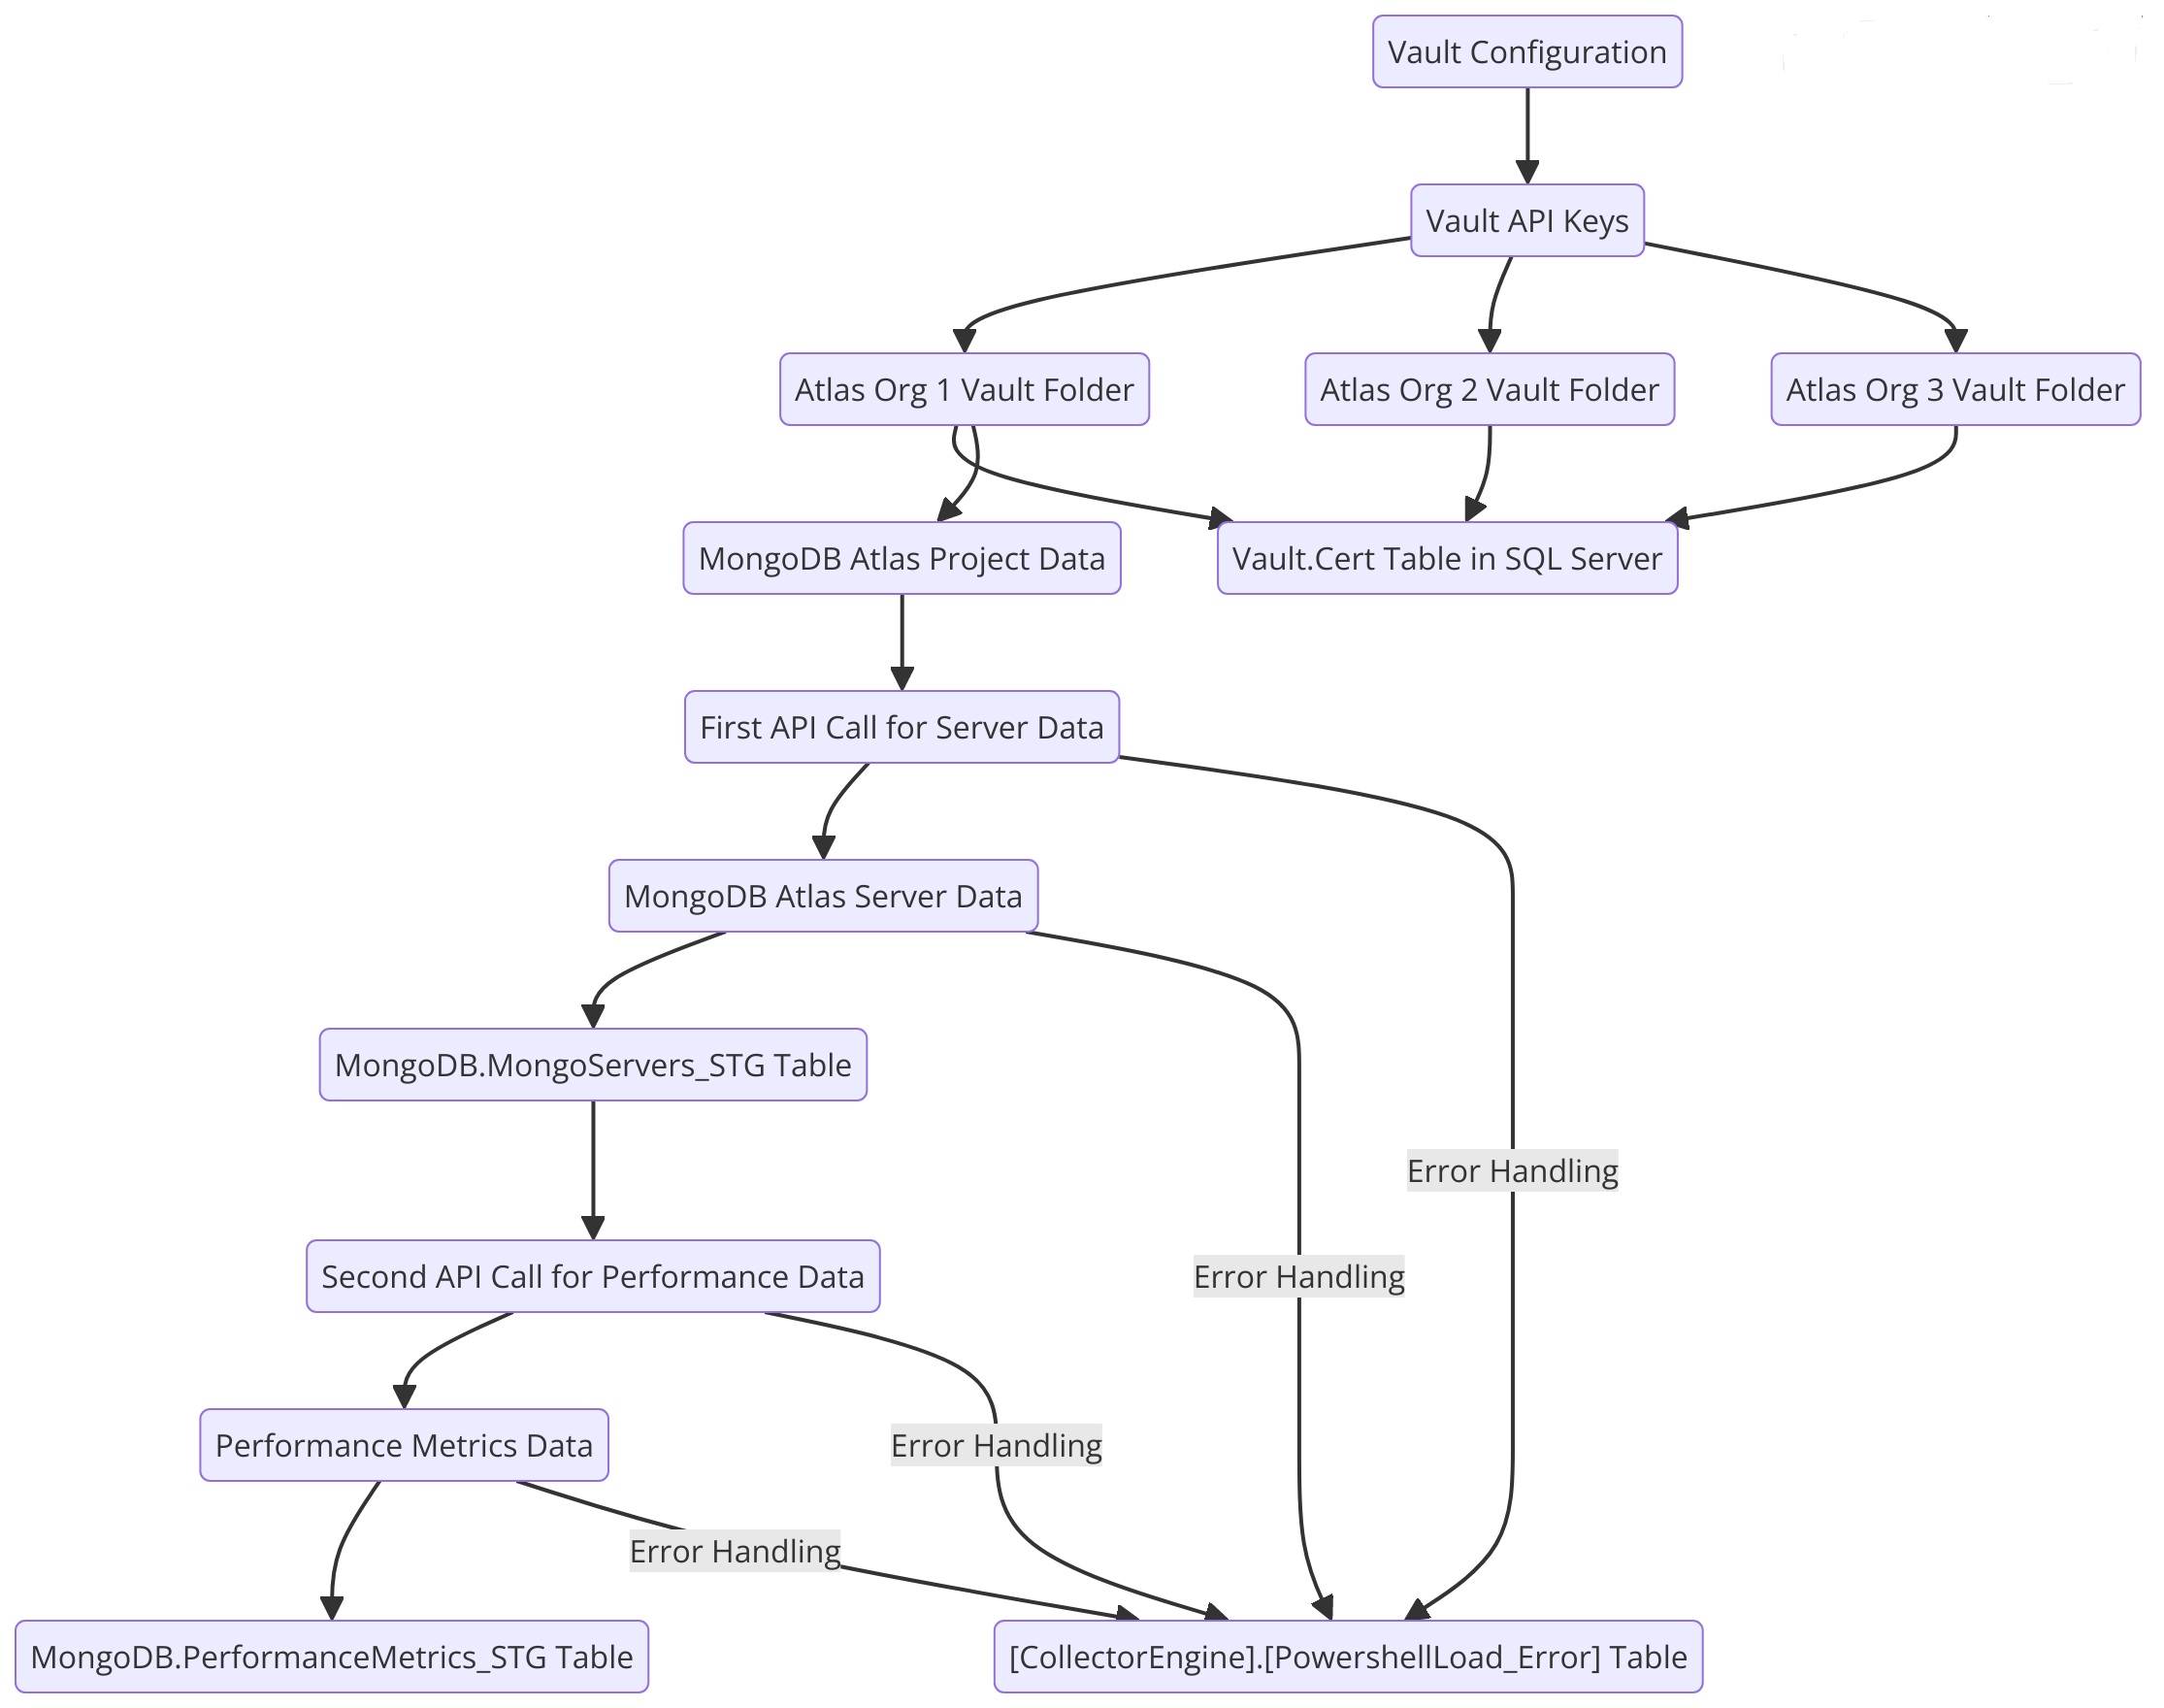 Vault Configuration
Vault API Keys
Atlas Org 1 Vault Folder
Atlas Org 2 Vault Folder
Atlas Org 3 Vault Folder
MongoDB Atlas Project Data
Vault.Cert Table in SQL Server
First API Call for Server Data
MongoDB Atlas Server Data
MongoDB.MongoServers_STG Table
Error Handling
Second API Call for Performance Data
Error Handling
Performance Metrics Data
Error Handling
Error Handling
MongoDB.PerformanceMetrics_STG Table
[CollectorEngine].[PowershellLoad_Error] Table